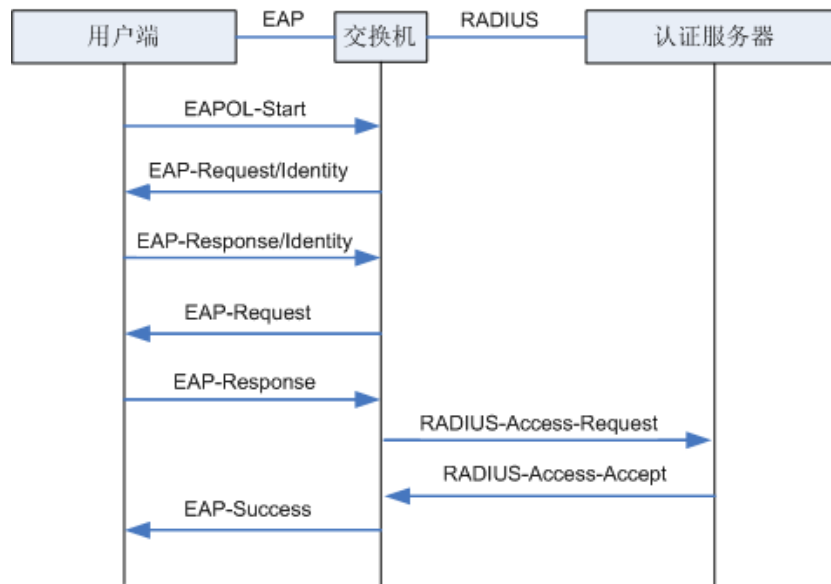 EAP
RADIUS
用户端
交换机
认证服务器
EAPOL-Start
EAP-Request/Identity
EAP-Response/Identity
EAP-Request
EAP-Response
RADIUS-Access-Request
RADIUS-Access-Accept
EAP-Success